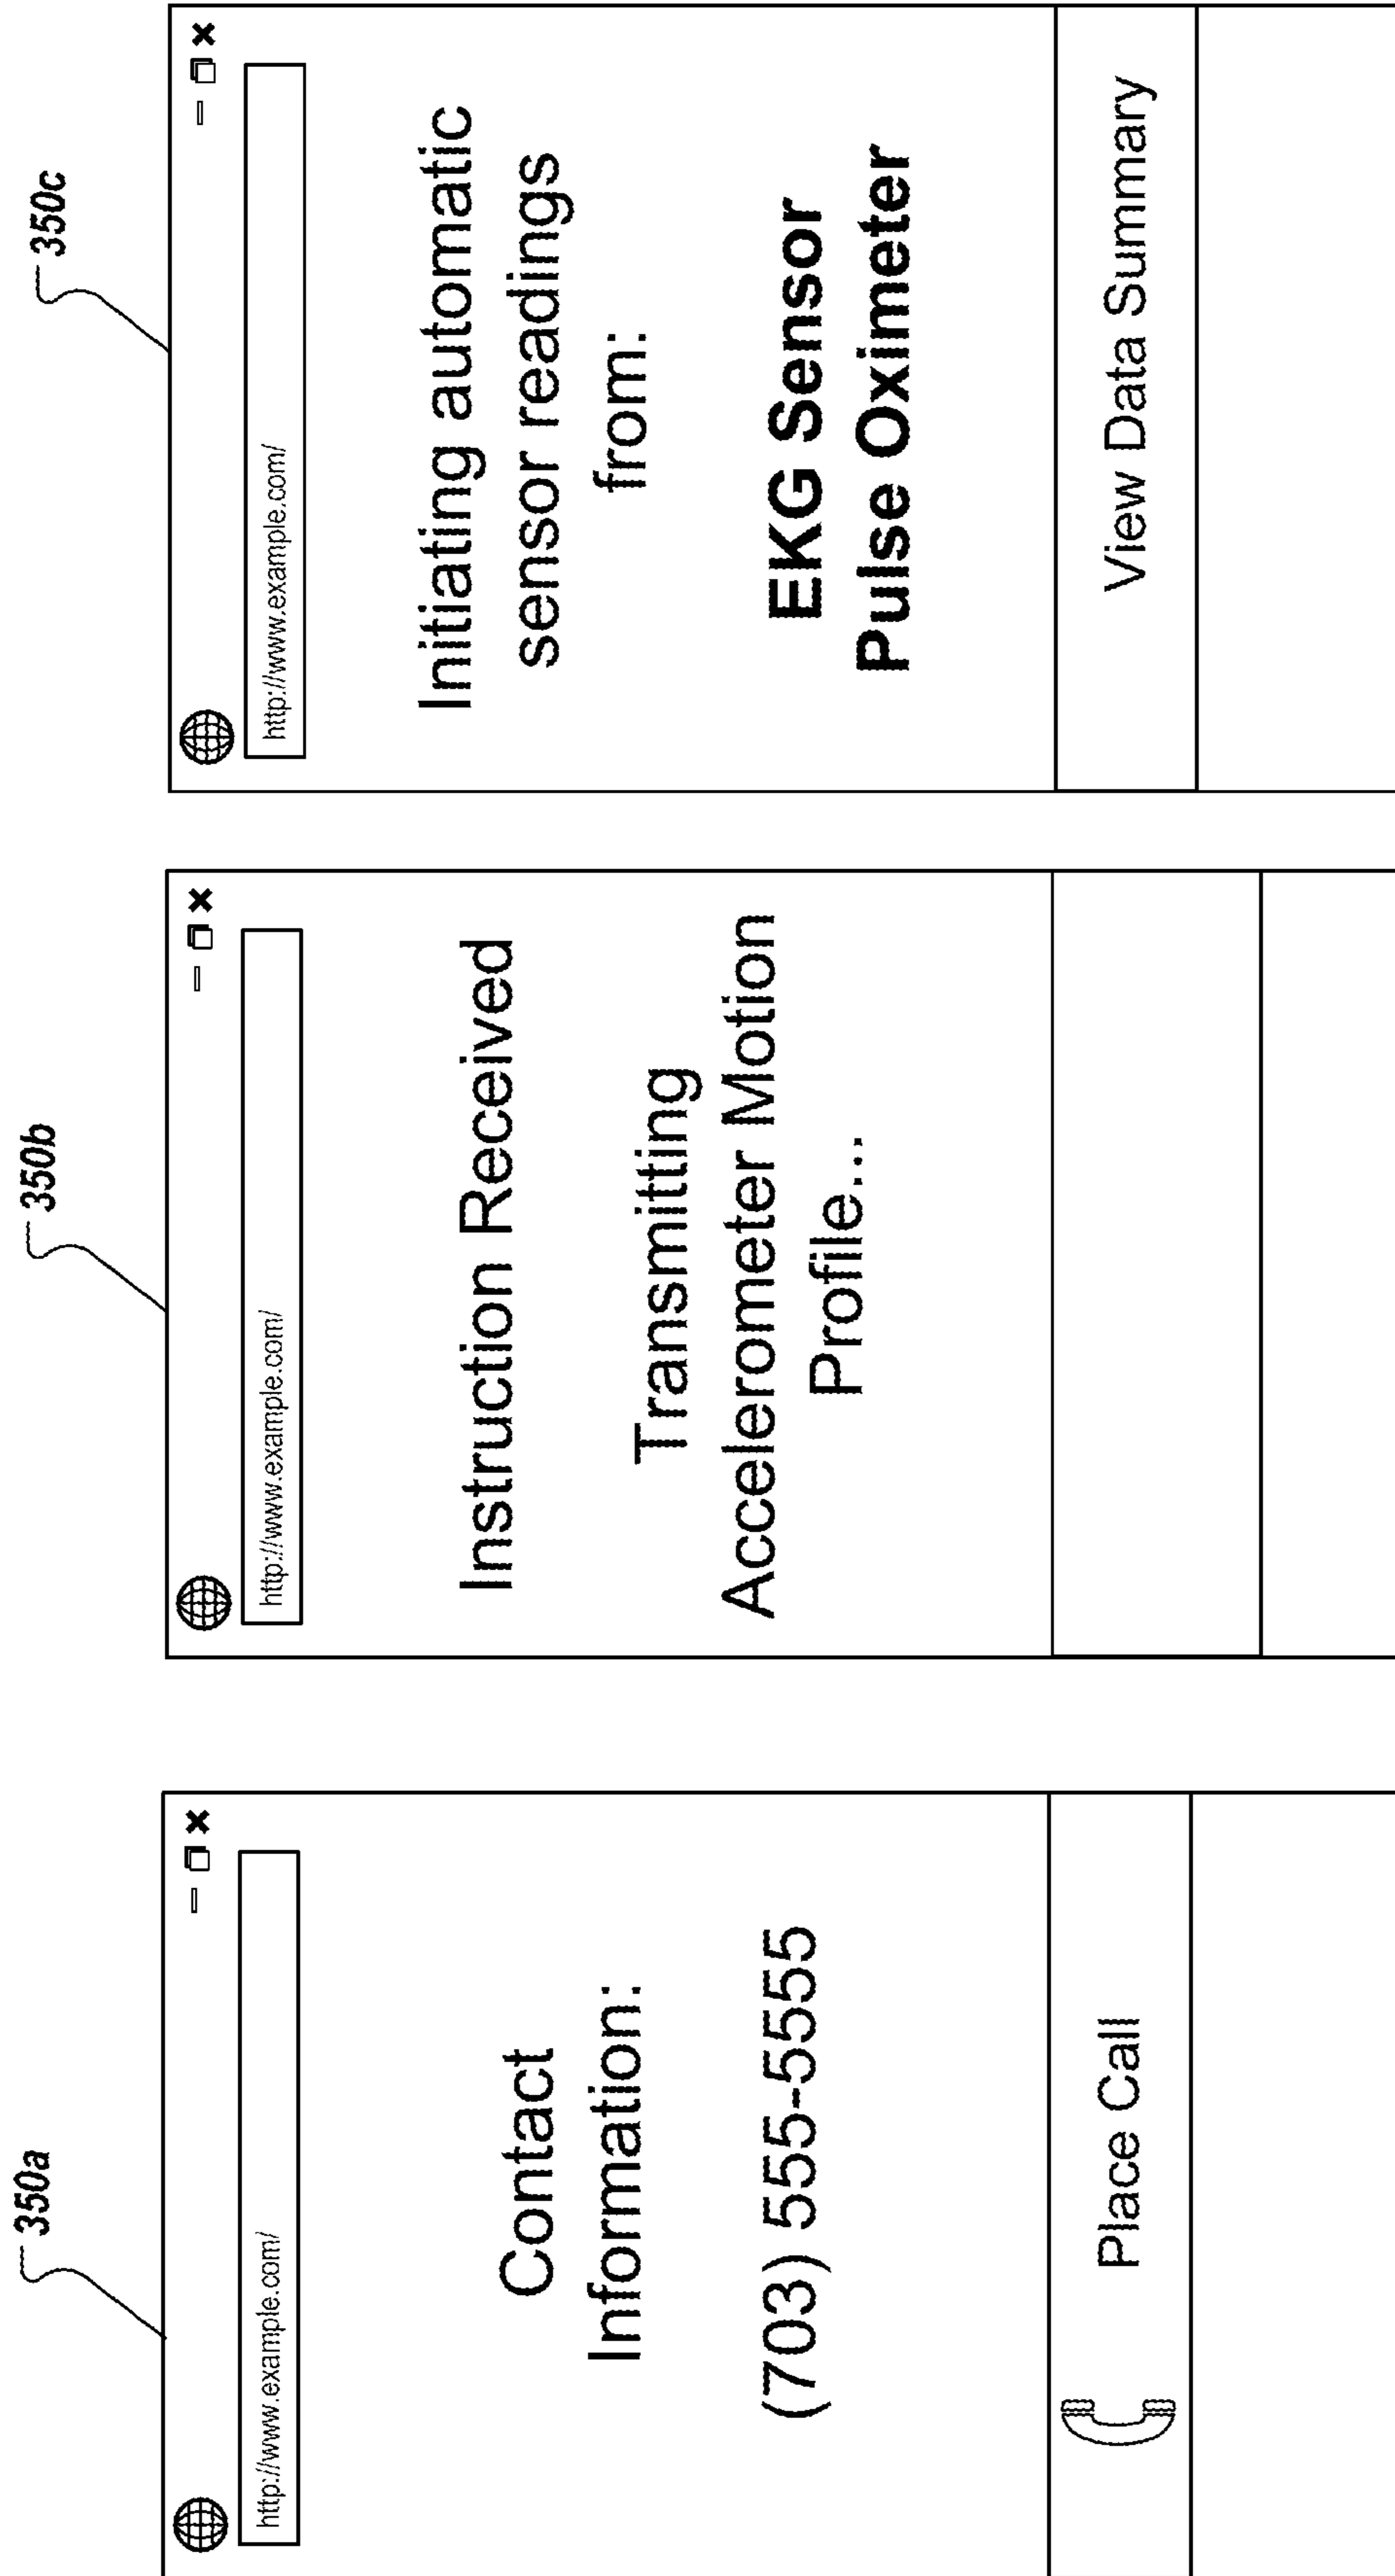 350a
http://www.example.com/
Contact
Information:
(703) 555-5555
Place Call
350b
http://www.example.com/
Instruction Received
Transmitting
Accelerometer Motion
Profile...
350c
http://www.example.com/
Initiating automatic
sensor readings
from:
EKG Sensor
Pulse Oximeter
View Data Summary